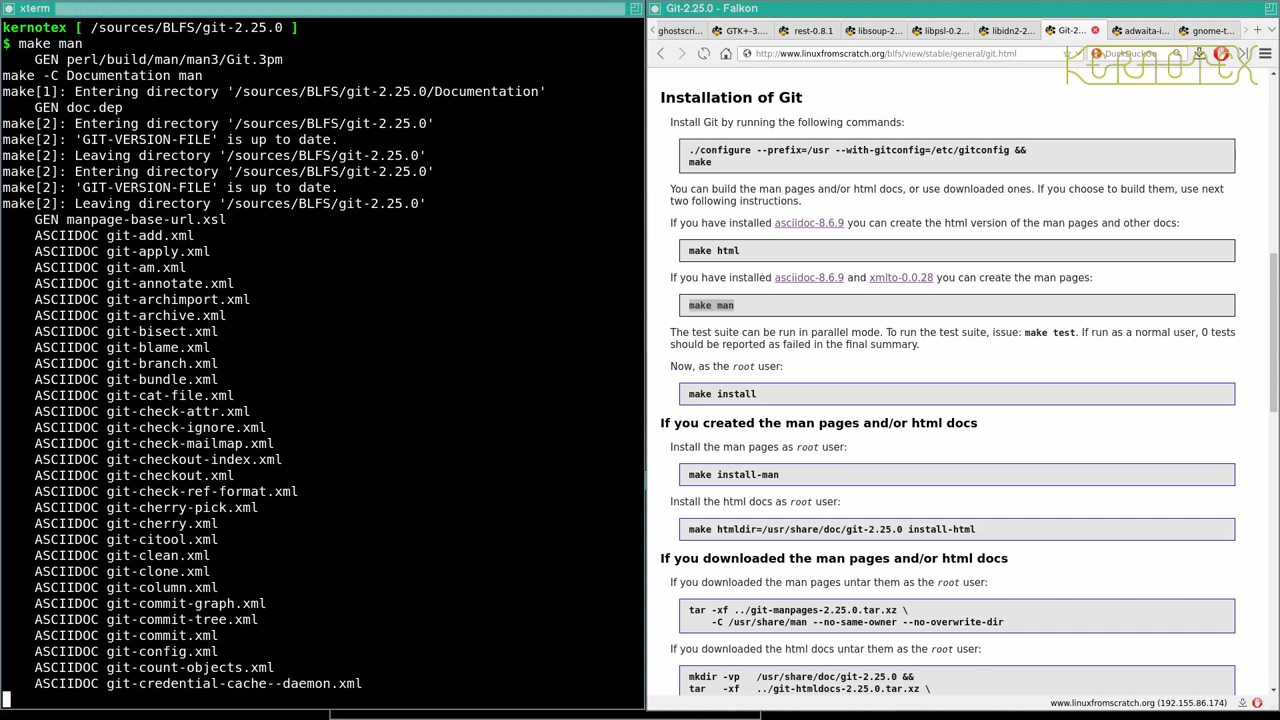 xterm
kernotex [ /sources/BLFS/git-2.25.0 ]
$ make man
GEN perl/build/man/man3/Git.3pm
make -C Documentation man
make[1]: Entering directory '/sources/BLFS/git-2.25.0/Documentation'
GEN doc.dep
make[2]: Entering directory '/sources/BLFS/git-2.25.0'
make[2]: 'GIT-VERSION-FILE' is up to date.
make[2]: Leaving directory '/sources/BLFS/git-2.25.0'
make[2]: Entering directory '/sources/BLFS/git-2.25.0'
make[2]: 'GIT-VERSION-FILE' is up to date.
make[2]: Leaving directory '/sources/BLFS/git-2.25.0'
GEN manpage-base-url.xsl
ASCIIDOC git-add.xml
ASCIIDOC git-apply.xml
ASCIIDOC git-am.xml
ASCIIDOC git-annotate.xml
ASCIIDOC git-archimport.xml
ASCIIDOC git-archive.xml
ASCIIDOC git-bisect.xml
ASCIIDOC git-blame.xml
ASCIIDOC git-branch.xml
ASCIIDOC git-bundle.xml
ASCIIDOC git-cat-file.xml
ASCIIDOC git-check-attr.xml
ASCIIDOC git-check-ignore.xml
ASCIIDOC git-check-mailmap.xml
ASCIIDOC git-checkout-index.xml
ASCIIDOC git-checkout.xml
ASCIIDOC git-check-ref-format.xml
ASCIIDOC git-cherry-pick.xml
ASCIIDOC git-cherry.xml
ASCIIDOC git-citool.xml
ASCIIDOC git-clean.xml
ASCIIDOC git-clone.xml
ASCIIDOC git-column.xml
ASCIIDOC git-commit-graph.xml
ASCIIDOC git-commit-tree.xml
ASCIIDOC git-commit.xml
ASCIIDOC git-config.xml
ASCIIDOC git-count-objects.xml
ASCIIDOC git-credential-cache--daemon.xml
Git-2.25.0 - Falkon
ghostscri... GTK+-3.... rest-0.8.1 libsoup-2... libpsl-0.2... libidn2-2... Git-2... adwaita-i... gnome-t...
http://www.linuxfromscratch.org/blfs/view/stable/general/git.html DuckDuckGo
KERNOTEX
Installation of Git
Install Git by running the following commands:
./configure --prefix=/usr --with-gitconfig=/etc/gitconfig &&
make
You can build the man pages and/or html docs, or use downloaded ones. If you choose to build them, use next
two following instructions.
If you have installed asciidoc-8.6.9 you can create the html version of the man pages and other docs:
make html
If you have installed asciidoc-8.6.9 and xmlto-0.0.28 you can create the man pages:
make man
The test suite can be run in parallel mode. To run the test suite, issue: make test. If run as a normal user, 0 tests
should be reported as failed in the final summary.
Now, as the root user:
make install
If you created the man pages and/or html docs
Install the man pages as root user:
make install-man
Install the html docs as root user:
make htmldir=/usr/share/doc/git-2.25.0 install-html
If you downloaded the man pages and/or html docs
If you downloaded the man pages untar them as the root user:
tar -xf ../git-manpages-2.25.0.tar.xz \
-C /usr/share/man --no-same-owner --no-overwrite-dir
If you downloaded the html docs untar them as the root user:
mkdir -vp /usr/share/doc/git-2.25.0 &&
tar -xf ../git-htmldocs-2.25.0.tar.xz \
www.linuxfromscratch.org (192.155.86.174)